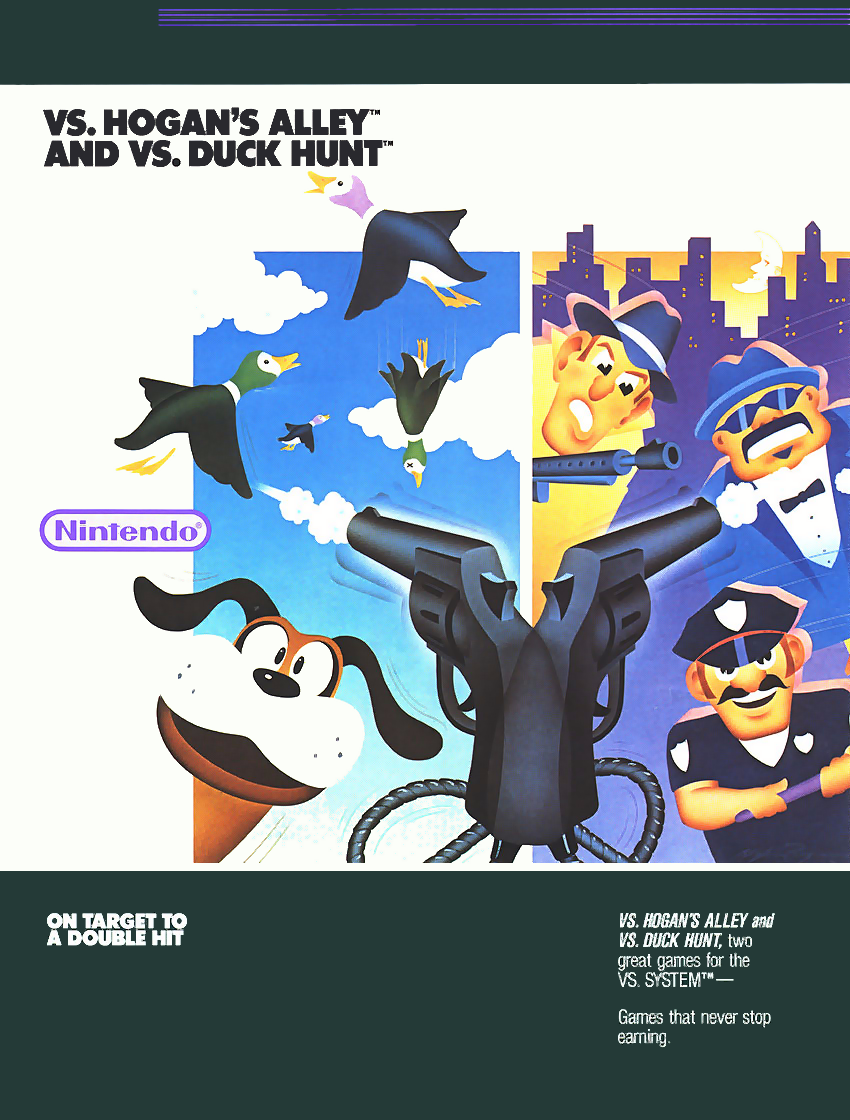 VS. HOGAN'S ALLEY™
AND VS. DUCK HUNT™
Nintendo®
ON TARGET TO
A DOUBLE HIT
VS. HOGAN'S ALLEY and
VS. DUCK HUNT, two
great games for the
VS. SYSTEM™—
Games that never stop
earning.